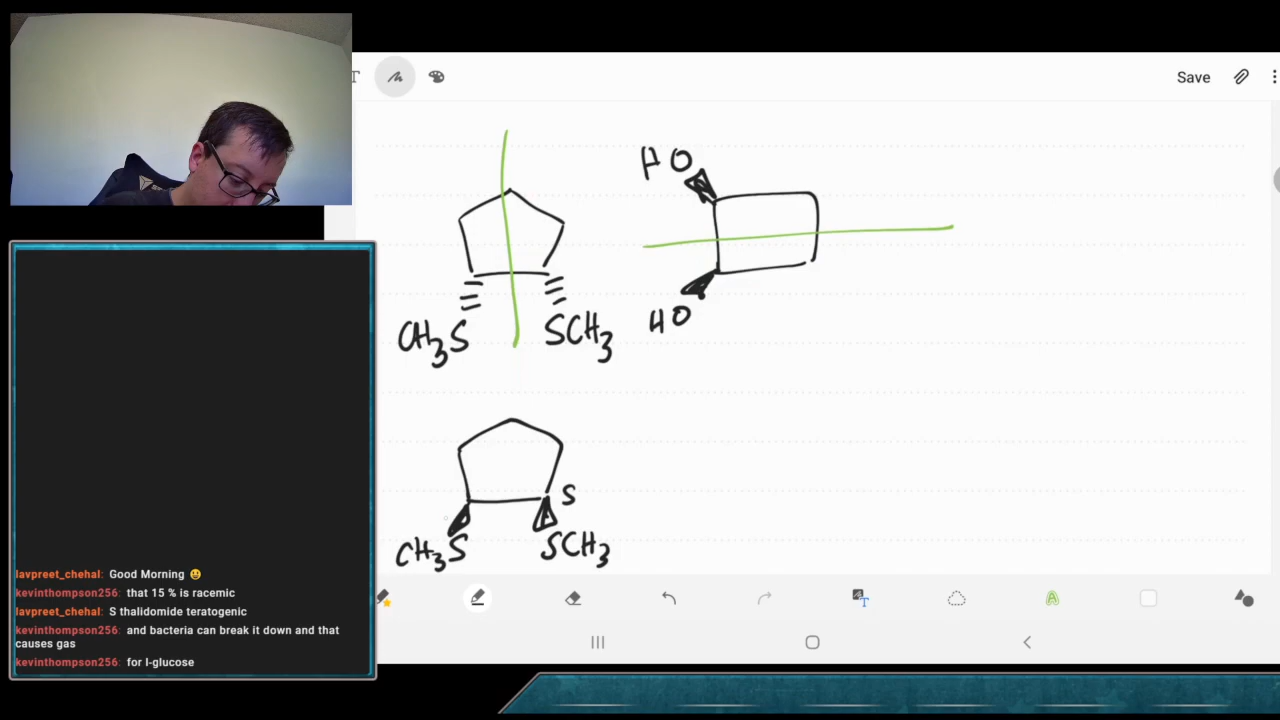 T
Save
HO
HO
CH3S
SCH3
S
CH3S
SCH3
lavpreet_chehal: Good Morning 😃
kevinthompson256: that 15 % is racemic
lavpreet_chehal: S thalidomide teratogenic
kevinthompson256: and bacteria can break it down and that
causes gas
kevinthompson256: for l-glucose
T
A